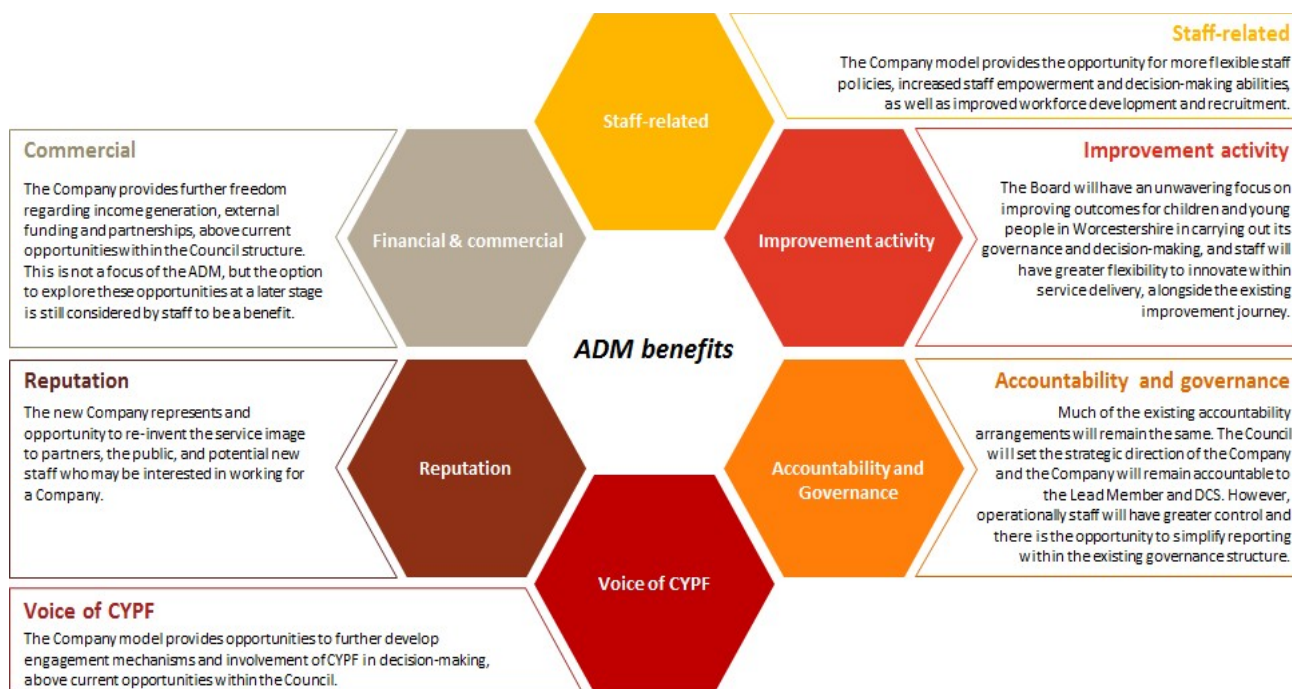 Staff-related
The Company model provides the opportunity for more flexible staff
policies, increased staff empowerment and decision-making abilities,
as well as improved workforce development and recruitment.
Staff-related
Commercial
The Company provides further freedom
regarding income generation, external
funding and partnerships, above current
opportunities within the Council structure.
This is not a focus of the ADM, but the option
to explore these opportunities at a later stage
is still considered by staff to be a benefit.
Financial & commercial
Improvement activity
Improvement activity
The Board will have an unwavering focus on
improving outcomes for children and young
people in Worcestershire in carrying out its
governance and decision-making, and staff will
have greater flexibility to innovate within
service delivery, alongside the existing
improvement journey.
ADM benefits
Reputation
The new Company represents and
opportunity to re-invent the service image
to partners, the public, and potential new
staff who may be interested in working for
a Company.
Reputation
Accountability and
Governance
Accountability and governance
Much of the existing accountability
arrangements will remain the same. The Council
will set the strategic direction of the Company
and the Company will remain accountable to
the Lead Member and DCS. However,
operationally staff will have greater control and
there is the opportunity to simplify reporting
within the existing governance structure.
Voice of CYPF
Voice of CYPF
The Company model provides opportunities to further develop
engagement mechanisms and involvement of CYPF in decision-making,
above current opportunities within the Council.